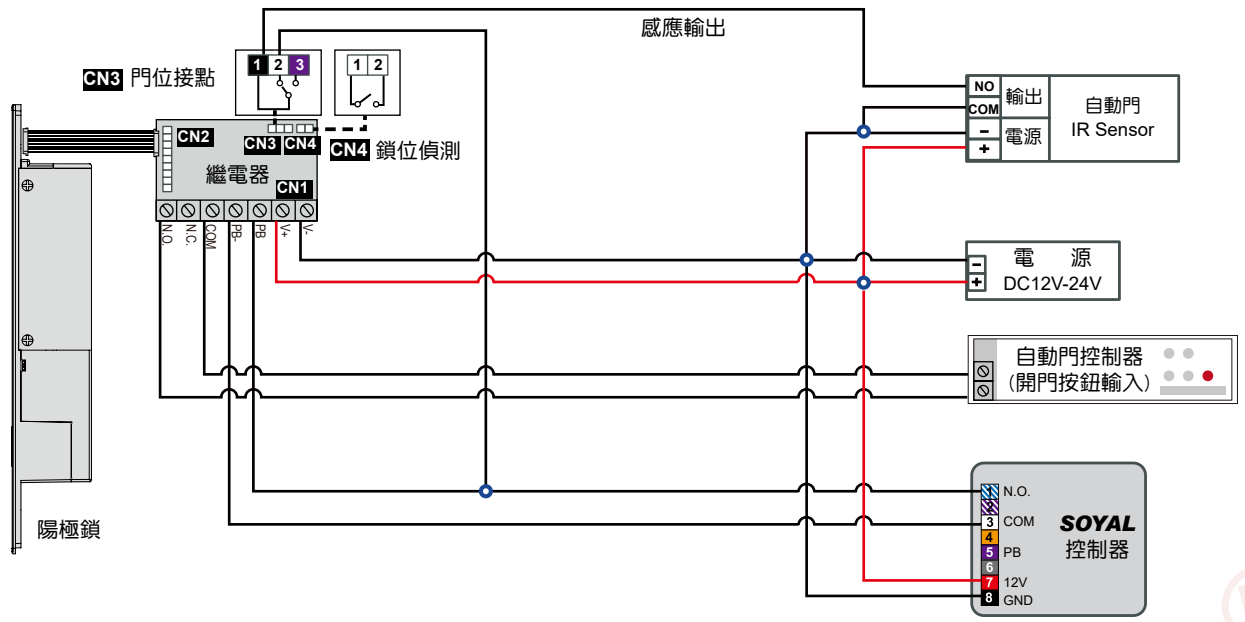 感應輸出
1 2 3
1 2
CN3 門位接點
CN2
CN3 CN4
CN4 鎖位偵測
繼電器
CN1
N.O.
N.C.
COM
PB-
PB
V+
V-
陽極鎖
NO
COM
輸出
−
+
電源
自動門
IR Sensor
−
+
電 源
DC12V-24V
自動門控制器
(開門按鈕輸入)
1 N.O.
2
3 COM
4
5 PB
6
7 12V
8 GND
SOYAL
控制器